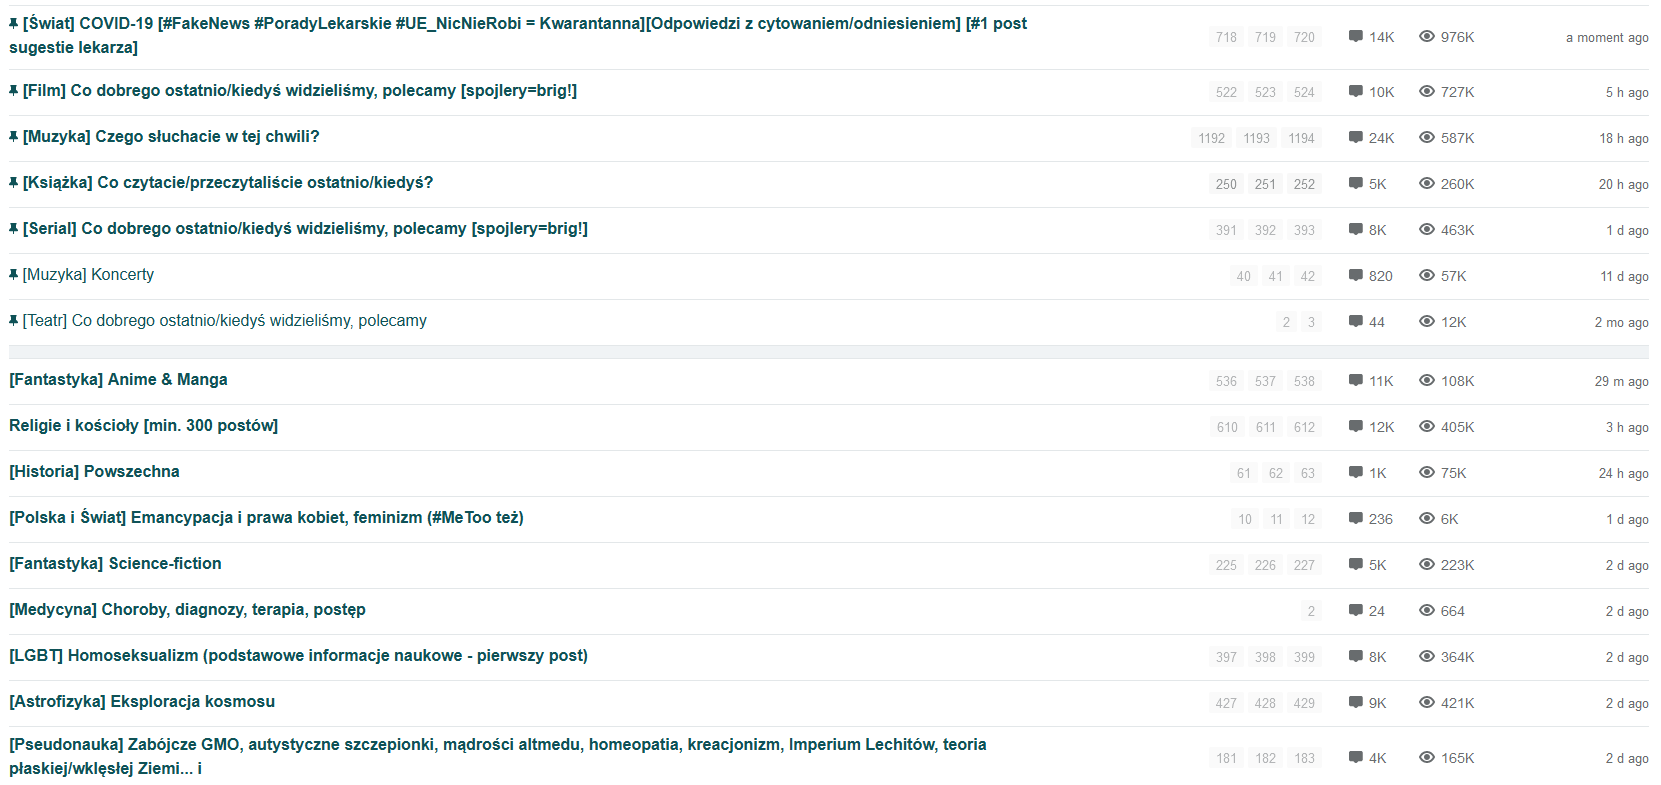 [Świat] COVID-19 [#FakeNews #PoradyLekarskie #UE_NicNieRobi = Kwarantanna][Odpowiedzi z cytowaniem/odniesieniem] [#1 post
sugestie lekarza]
718 719 720 14K 976K a moment ago
[Film] Co dobrego ostatnio/kiedyś widzieliśmy, polecamy [spojlery=brig!] 522 523 524 10K 727K 5 h ago
[Muzyka] Czego słuchacie w tej chwili? 1192 1193 1194 24K 587K 18 h ago
[Książka] Co czytacie/przeczytaliście ostatnio/kiedyś? 250 251 252 5K 260K 20 h ago
[Serial] Co dobrego ostatnio/kiedyś widzieliśmy, polecamy [spojlery=brig!] 391 392 393 8K 463K 1 d ago
[Muzyka] Koncerty 40 41 42 820 57K 11 d ago
[Teatr] Co dobrego ostatnio/kiedyś widzieliśmy, polecamy 2 3 44 12K 2 mo ago
[Fantastyka] Anime & Manga 536 537 538 11K 108K 29 m ago
Religie i kościoły [min. 300 postów] 610 611 612 12K 405K 3 h ago
[Historia] Powszechna 61 62 63 1K 75K 24 h ago
[Polska i Świat] Emancypacja i prawa kobiet, feminizm (#MeToo też) 10 11 12 236 6K 1 d ago
[Fantastyka] Science-fiction 225 226 227 5K 223K 2 d ago
[Medycyna] Choroby, diagnozy, terapia, postęp 2 24 664 2 d ago
[LGBT] Homoseksualizm (podstawowe informacje naukowe - pierwszy post) 397 398 399 8K 364K 2 d ago
[Astrofizyka] Eksploracja kosmosu 427 428 429 9K 421K 2 d ago
[Pseudonauka] Zabójcze GMO, autystyczne szczepionki, mądrości altmedu, homeopatia, kreacjonizm, Imperium Lechitów, teoria
płaskiej/wklęsłej Ziemi... i
181 182 183 4K 165K 2 d ago